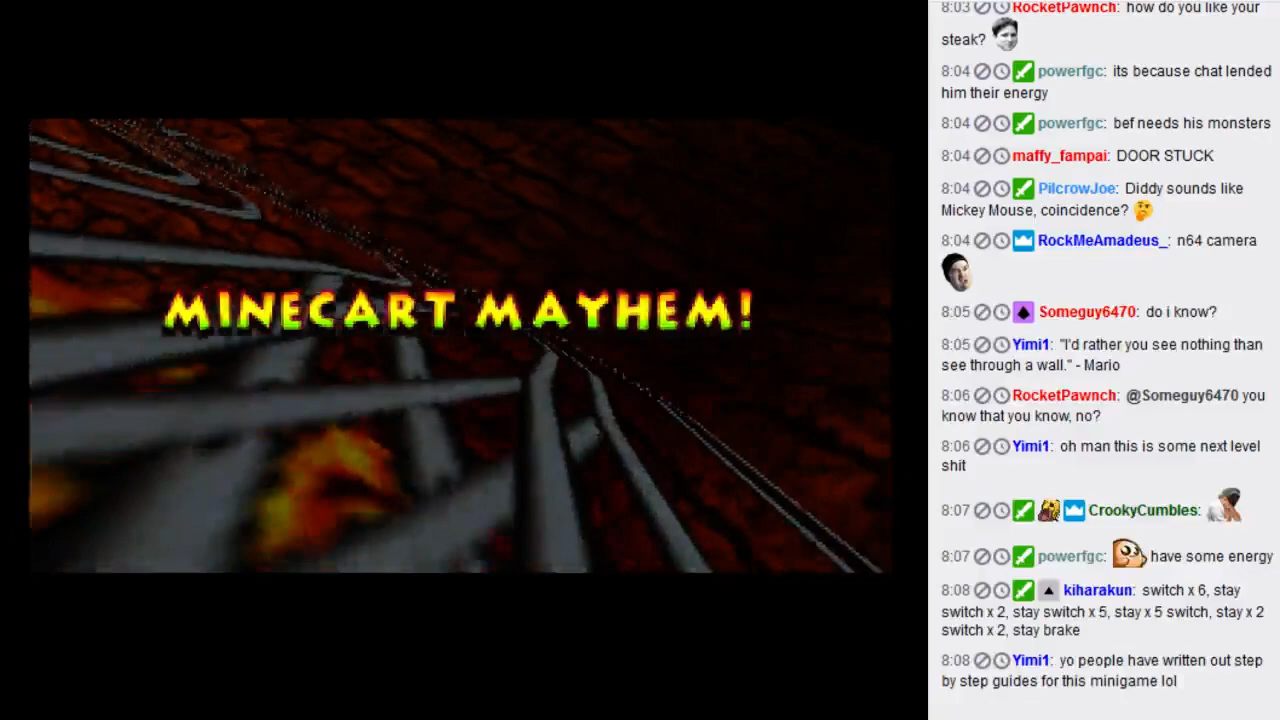 MINECART MAYHEM!
8:03 RocketPawnch: how do you like your
steak?
8:04 powerfgc: its because chat lended
him their energy
8:04 powerfgc: bef needs his monsters
8:04 maffy_fampai: DOOR STUCK
8:04 PilcrowJoe: Diddy sounds like
Mickey Mouse, coincidence?
8:04 RockMeAmadeus_: n64 camera
8:05 Someguy6470: do i know?
8:05 Yimi1: "I'd rather you see nothing than
see through a wall." - Mario
8:06 RocketPawnch: @Someguy6470 you
know that you know, no?
8:06 Yimi1: oh man this is some next level
shit
8:07 CrookyCumbles:
8:07 powerfgc: have some energy
8:08 kiharakun: switch x 6, stay
switch x 2, stay switch x 5, stay x 5 switch, stay x 2
switch x 2, stay brake
8:08 Yimi1: yo people have written out step
by step guides for this minigame lol